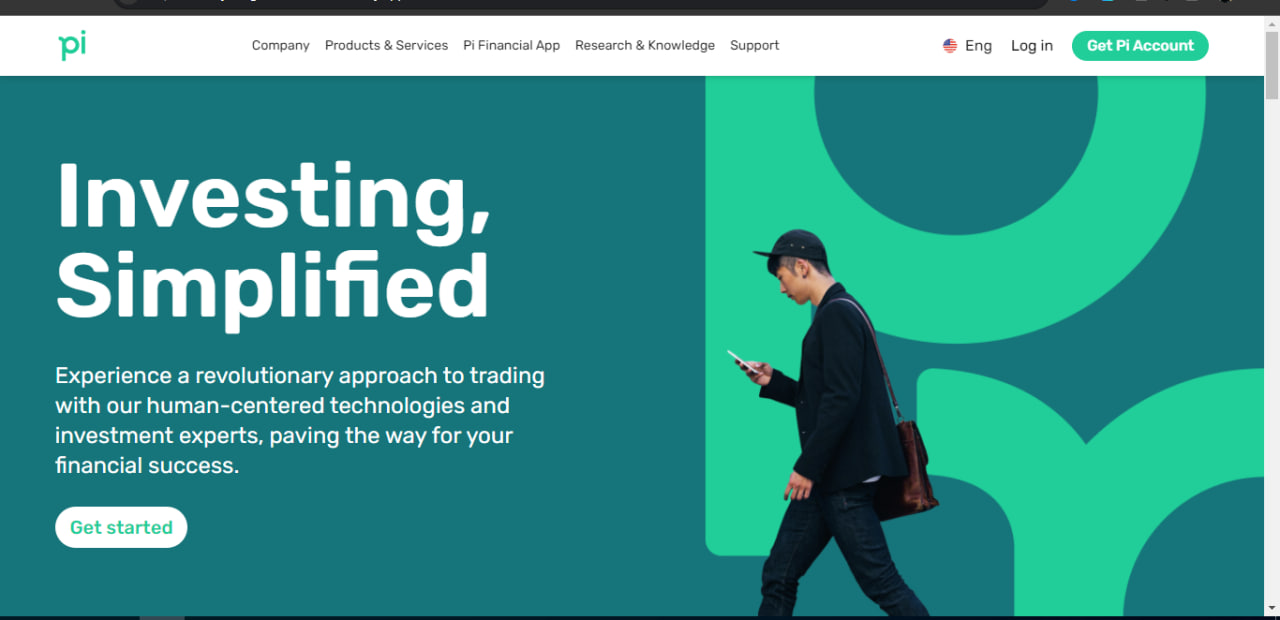 pi
Company Products & Services Pi Financial App Research & Knowledge Support
Eng Log in Get Pi Account
Investing,
Simplified
Experience a revolutionary approach to trading
with our human-centered technologies and
investment experts, paving the way for your
financial success.
Get started